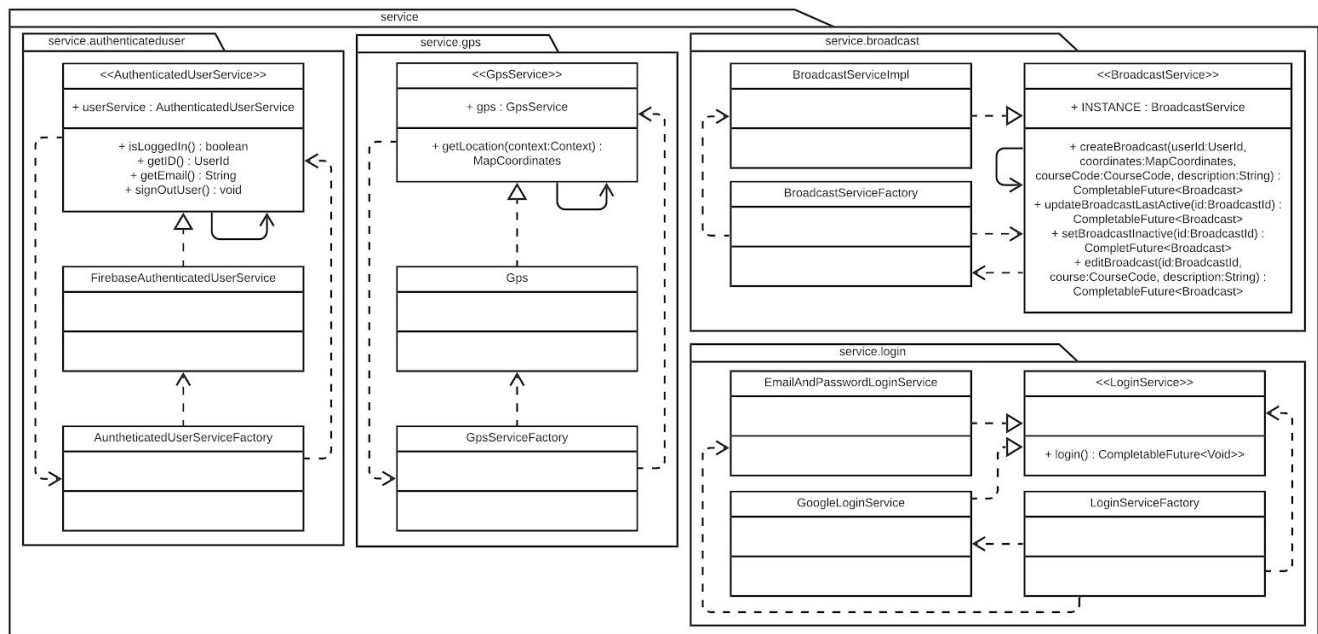 service
service.authenticateduser
<<AuthenticatedUserService>>
+ userService : AuthenticatedUserService
+ isLoggedIn() : boolean
+ getID() : UserId
+ getEmail() : String
+ signOutUser() : void
FirebaseAuthenticatedUserService
AuntheticatedUserServiceFactory
service.gps
<<GpsService>>
+ gps : GpsService
+ getLocation(context:Context) :
MapCoordinates
Gps
GpsServiceFactory
service.broadcast
BroadcastServiceImpl
BroadcastServiceFactory
<<BroadcastService>>
+ INSTANCE : BroadcastService
+ createBroadcast(userId:UserId,
coordinates:MapCoordinates,
courseCode:CourseCode, description:String) :
CompletableFuture<Broadcast>
+ updateBroadcastLastActive(id:BroadcastId) :
CompletableFuture<Broadcast>
+ setBroadcastInactive(id:BroadcastId) :
CompletFuture<Broadcast>
+ editBroadcast(id:BroadcastId,
course:CourseCode, description:String) :
CompletableFuture<Broadcast>
service.login
EmailAndPasswordLoginService
<<LoginService>>
+ login() : CompletableFuture<Void>>
GoogleLoginService
LoginServiceFactory